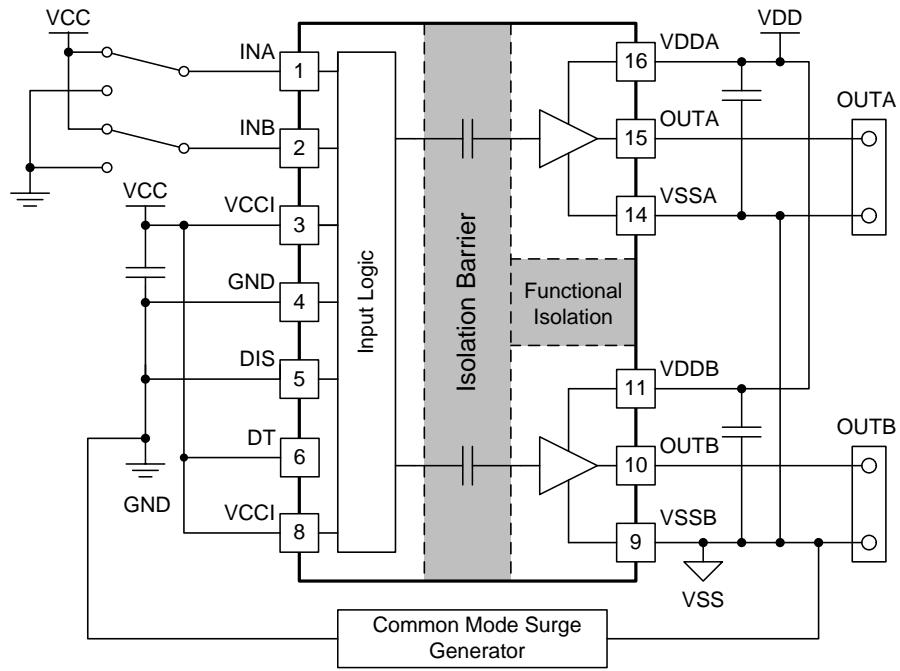 VCC
INA
1
INB
2
VCC
VCCI
3
GND
4
DIS
5
DT
6
GND
VCCI
8
Input Logic
Isolation Barrier
Functional
Isolation
16
VDDA
VDD
15
OUTA
OUTA
14
VSSA
11
VDDB
10
OUTB
OUTB
9
VSSB
VSS
Common Mode Surge
Generator